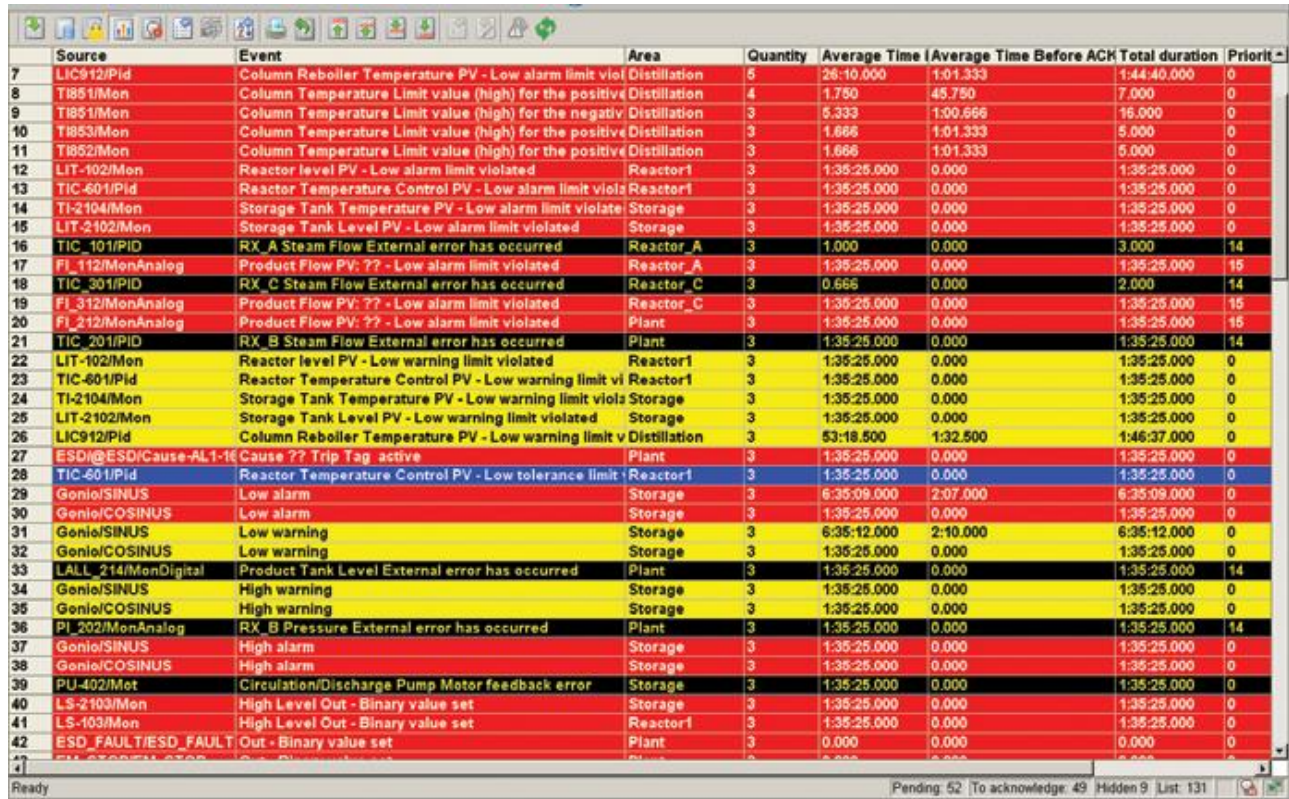 Source Event Area Quantity Average Time ( Average Time Before ACK Total duration Priorit
7 LIC912/Pid Column Reboiler Temperature PV - Low alarm limit viol Distillation 5 26:10.000 1:01.333 1:44:40.000 0
8 TI851/Mon Column Temperature Limit value (high) for the positive Distillation 4 1.750 45.750 7.000 0
9 TI851/Mon Column Temperature Limit value (high) for the negativ Distillation 3 5.333 1:00.666 16.000 0
10 TI853/Mon Column Temperature Limit value (high) for the positive Distillation 3 1.666 1:01.333 5.000 0
11 TI852/Mon Column Temperature Limit value (high) for the positive Distillation 3 1.666 1:01.333 5.000 0
12 LIT-102/Mon Reactor level PV - Low alarm limit violated Reactor1 3 1:35:25.000 0.000 1:35:25.000 0
13 TIC-601/Pid Reactor Temperature Control PV - Low alarm limit viola Reactor1 3 1:35:25.000 0.000 1:35:25.000 0
14 TI-2104/Mon Storage Tank Temperature PV - Low alarm limit violate Storage 3 1:35:25.000 0.000 1:35:25.000 0
15 LIT-2102/Mon Storage Tank Level PV - Low alarm limit violated Storage 3 1:35:25.000 0.000 1:35:25.000 0
16 TIC_101/PID RX_A Steam Flow External error has occurred Reactor_A 3 1.000 0.000 3.000 14
17 FI_112/MonAnalog Product Flow PV: ?? - Low alarm limit violated Reactor_A 3 1:35:25.000 0.000 1:35:25.000 15
18 TIC_301/PID RX_C Steam Flow External error has occurred Reactor_C 3 0.666 0.000 2.000 14
19 FI_312/MonAnalog Product Flow PV: ?? - Low alarm limit violated Reactor_C 3 1:35:25.000 0.000 1:35:25.000 15
20 FI_212/MonAnalog Product Flow PV: ?? - Low alarm limit violated Plant 3 1:35:25.000 0.000 1:35:25.000 15
21 TIC_201/PID RX_B Steam Flow External error has occurred Plant 3 1:35:25.000 0.000 1:35:25.000 14
22 LIT-102/Mon Reactor level PV - Low warning limit violated Reactor1 3 1:35:25.000 0.000 1:35:25.000 0
23 TIC-601/Pid Reactor Temperature Control PV - Low warning limit vi Reactor1 3 1:35:25.000 0.000 1:35:25.000 0
24 TI-2104/Mon Storage Tank Temperature PV - Low warning limit viola Storage 3 1:35:25.000 0.000 1:35:25.000 0
25 LIT-2102/Mon Storage Tank Level PV - Low warning limit violated Storage 3 1:35:25.000 0.000 1:35:25.000 0
26 LIC912/Pid Column Reboiler Temperature PV - Low warning limit v Distillation 3 53:18.500 1:32.500 1:46:37.000 0
27 ESD/@ESD/Cause-AL1-16 Cause ?? Trip Tag active Plant 3 1:35:25.000 0.000 1:35:25.000 0
28 TIC-601/Pid Reactor Temperature Control PV - Low tolerance limit Reactor1 3 1:35:25.000 0.000 1:35:25.000 0
29 Gonio/SINUS Low alarm Storage 3 6:35:09.000 2:07.000 6:35:09.000 0
30 Gonio/COSINUS Low alarm Storage 3 1:35:25.000 0.000 1:35:25.000 0
31 Gonio/SINUS Low warning Storage 3 6:35:12.000 2:10.000 6:35:12.000 0
32 Gonio/COSINUS Low warning Storage 3 1:35:25.000 0.000 1:35:25.000 0
33 LALL_214/MonDigital Product Tank Level External error has occurred Plant 3 1:35:25.000 0.000 1:35:25.000 14
34 Gonio/SINUS High warning Storage 3 1:35:25.000 0.000 1:35:25.000 0
35 Gonio/COSINUS High warning Storage 3 1:35:25.000 0.000 1:35:25.000 0
36 PI_202/MonAnalog RX_B Pressure External error has occurred Plant 3 1:35:25.000 0.000 1:35:25.000 14
37 Gonio/SINUS High alarm Storage 3 1:35:25.000 0.000 1:35:25.000 0
38 Gonio/COSINUS High alarm Storage 3 1:35:25.000 0.000 1:35:25.000 0
39 PU-402/Mot Circulation/Discharge Pump Motor feedback error Storage 3 1:35:25.000 0.000 1:35:25.000 0
40 LS-2103/Mon High Level Out - Binary value set Storage 3 1:35:25.000 0.000 1:35:25.000 0
41 LS-103/Mon High Level Out - Binary value set Reactor1 3 1:35:25.000 0.000 1:35:25.000 0
42 ESD_FAULT/ESD_FAULT Out - Binary value set Plant 3 0.000 0.000 0.000 0
Ready Pending: 52 To acknowledge: 49 Hidden 9 List: 131